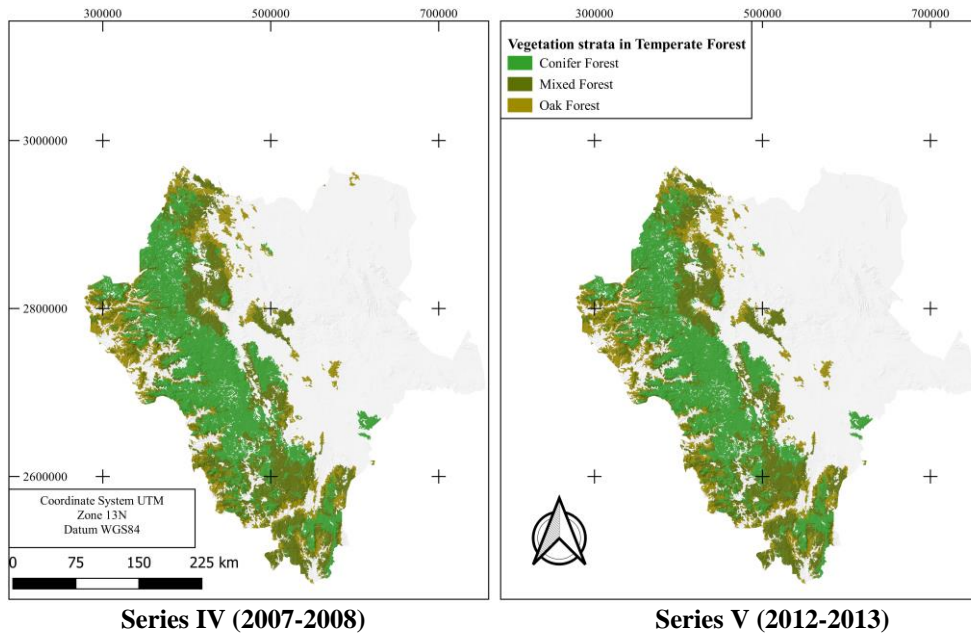 300000 500000 700000 300000 500000 700000
Vegetation strata in Temperate Forest
Conifer Forest
Mixed Forest
Oak Forest
3000000
2800000
2600000
Coordinate System UTM
Zone 13N
Datum WGS84
0 75 150 225 km
Series IV (2007-2008) Series V (2012-2013)